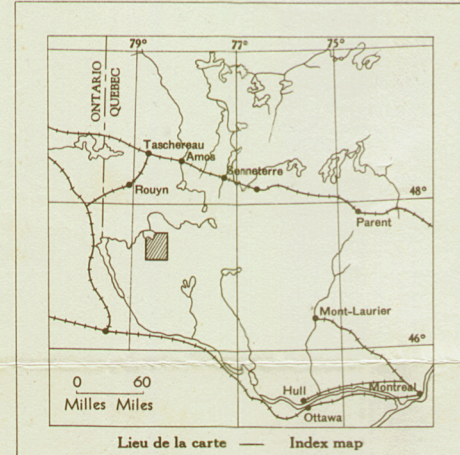 79°
77°
75°
ONTARIO
QUEBEC
Taschereau
Amos
Senneterre
Rouyn
48°
Parent
Mont-Laurier
46°
0 60
Milles Miles
Hull
Montreal
Ottawa
Lieu de la carte — Index map